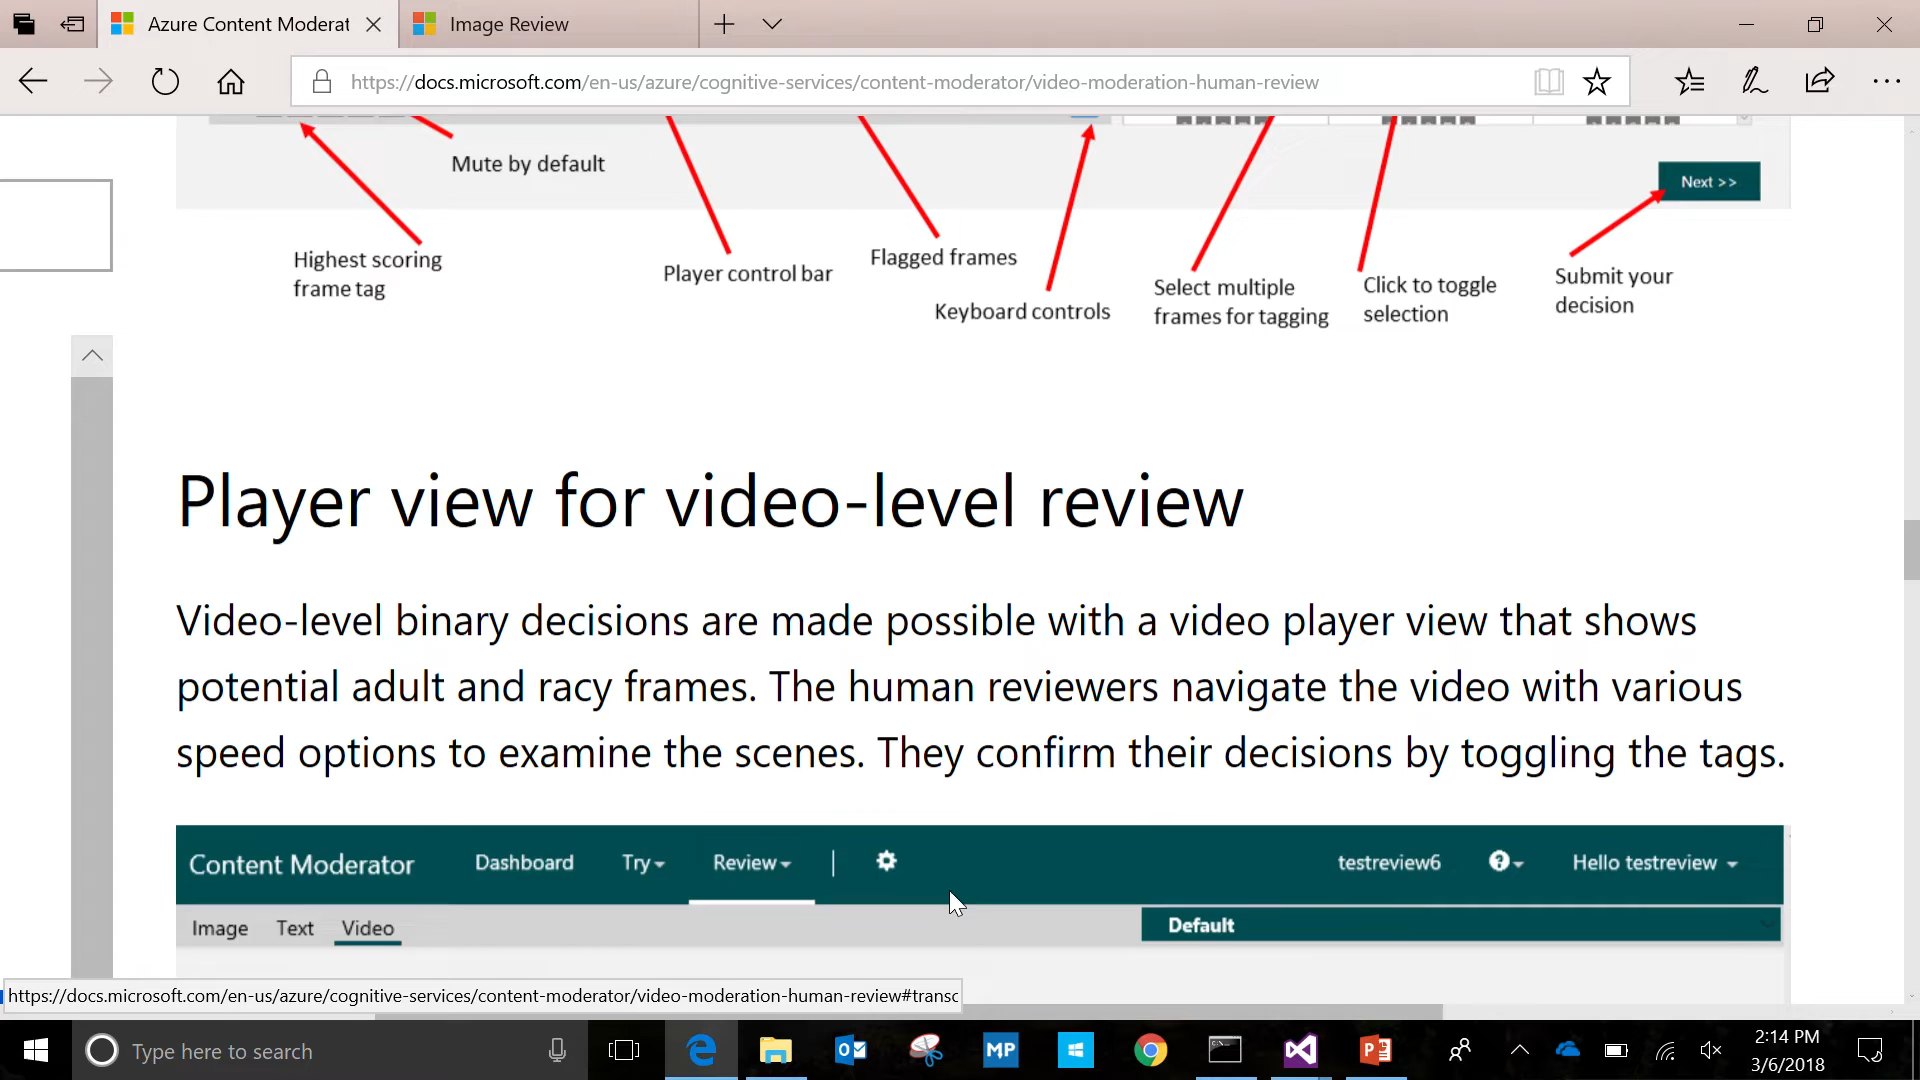 Azure Content Moderat
Image Review
https://docs.microsoft.com/en-us/azure/cognitive-services/content-moderator/video-moderation-human-review
Mute by default
Next >>
Highest scoring
frame tag
Player control bar
Flagged frames
Keyboard controls
Select multiple
frames for tagging
Click to toggle
selection
Submit your
decision
Player view for video-level review
Video-level binary decisions are made possible with a video player view that shows
potential adult and racy frames. The human reviewers navigate the video with various
speed options to examine the scenes. They confirm their decisions by toggling the tags.
Content Moderator Dashboard Try Review testreview6 Hello testreview
Image Text Video Default
https://docs.microsoft.com/en-us/azure/cognitive-services/content-moderator/video-moderation-human-review#transc
Type here to search
MP
2:14 PM
3/6/2018